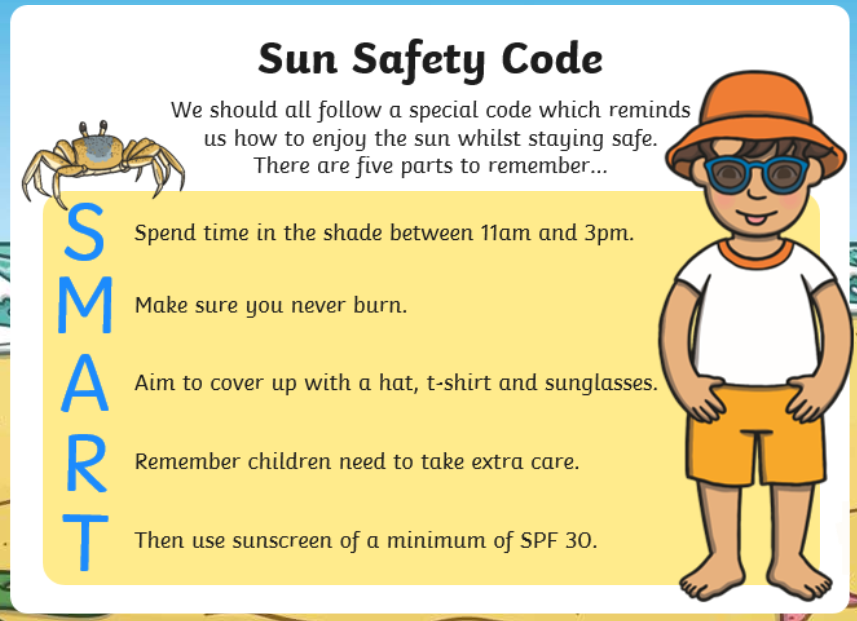 Sun Safety Code
We should all follow a special code which reminds
us how to enjoy the sun whilst staying safe.
There are five parts to remember...
S Spend time in the shade between 11am and 3pm.
M Make sure you never burn.
A Aim to cover up with a hat, t-shirt and sunglasses.
R Remember children need to take extra care.
T Then use sunscreen of a minimum of SPF 30.